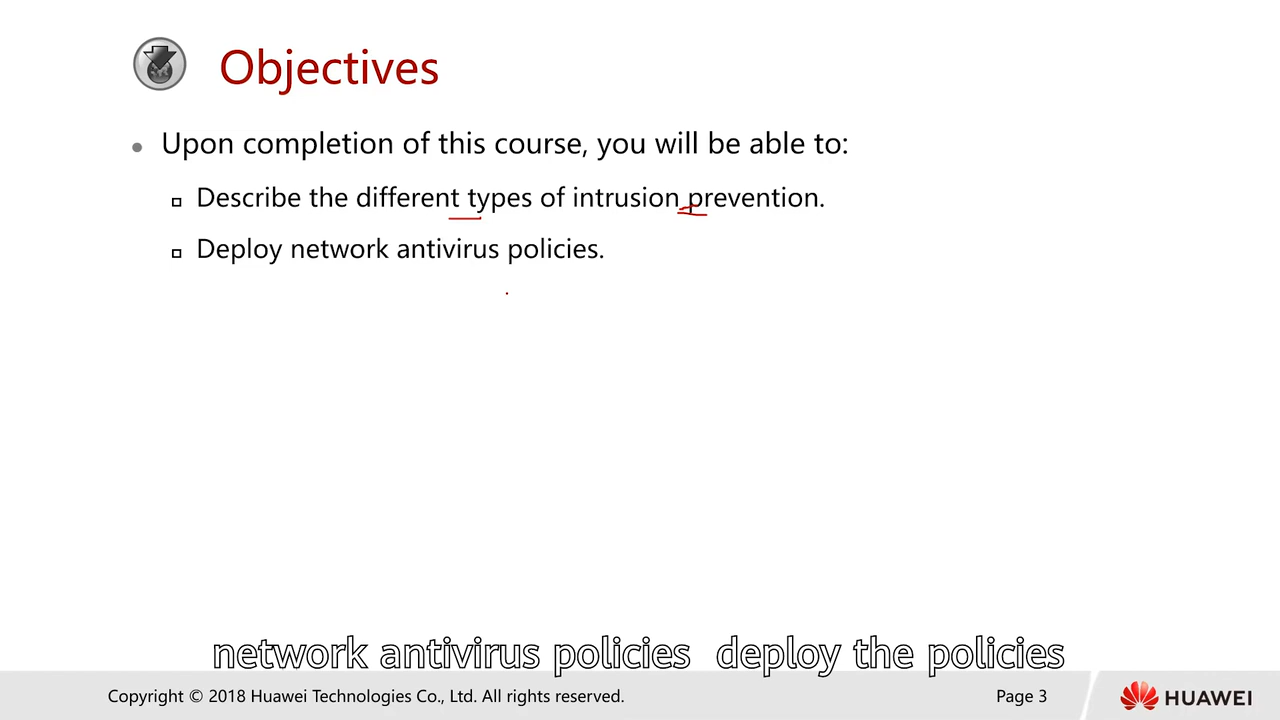 Objectives
Upon completion of this course, you will be able to:
Describe the different types of intrusion prevention.
Deploy network antivirus policies.
network antivirus policies deploy the policies
Copyright © 2018 Huawei Technologies Co., Ltd. All rights reserved.
Page 3
HUAWEI